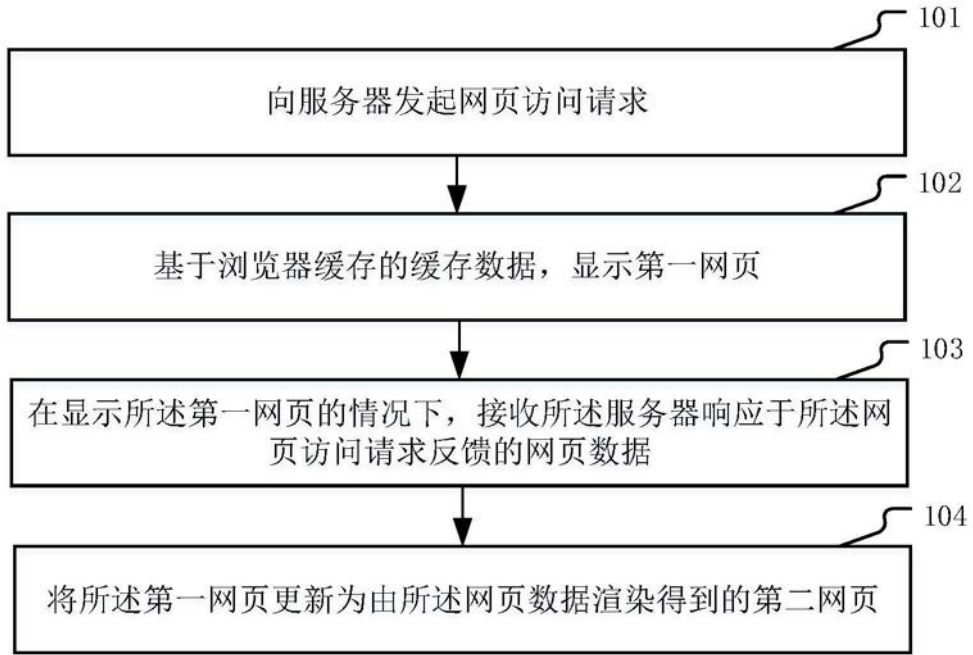 101
向服务器发起网页访问请求
102
基于浏览器缓存的缓存数据，显示第一网页
103
在显示所述第一网页的情况下，接收所述服务器响应于所述网
页访问请求反馈的网页数据
104
将所述第一网页更新为由所述网页数据渲染得到的第二网页